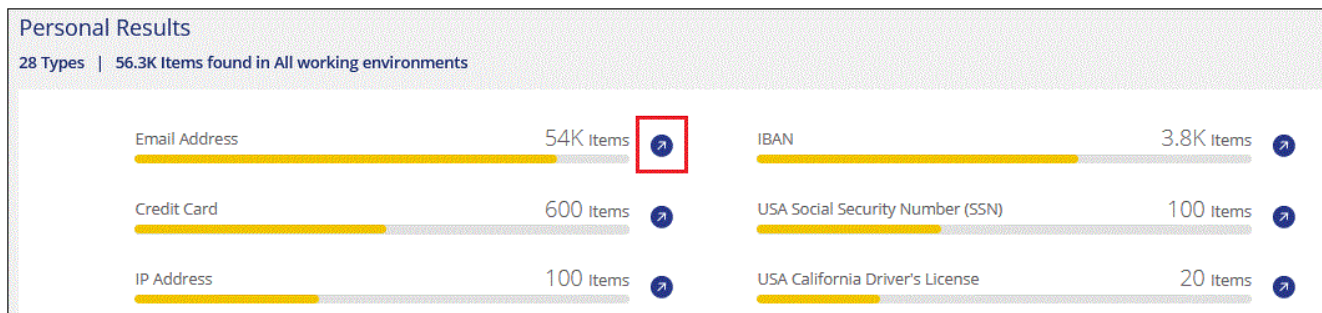 Personal Results
28 Types | 56.3K Items found in All working environments
Email Address 54K Items
IBAN 3.8K Items
Credit Card 600 Items
USA Social Security Number (SSN) 100 Items
IP Address 100 Items
USA California Driver's License 20 Items